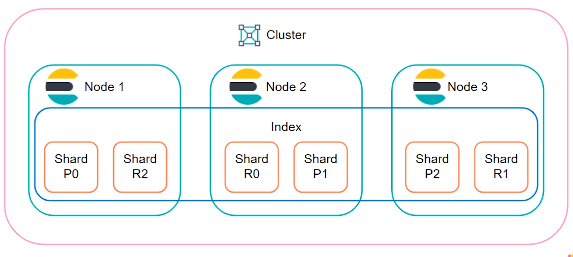 Cluster
Node 1
Node 2
Node 3
Index
Shard
P0
Shard
R2
Shard
R0
Shard
P1
Shard
P2
Shard
R1